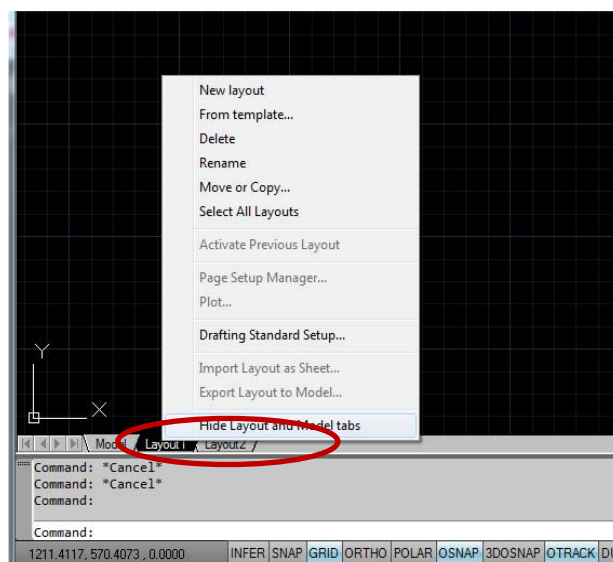 New layout
From template...
Delete
Rename
Move or Copy...
Select All Layouts
Activate Previous Layout
Page Setup Manager...
Plot...
Drafting Standard Setup...
Import Layout as Sheet...
Export Layout to Model...
Hide Layout and Model tabs
Y
X
Model Layout1 Layout2
Command: *Cancel*
Command: *Cancel*
Command:
Command:
1211.4117, 570.4073 , 0.0000 INFER SNAP GRID ORTHO POLAR OSNAP 3DOSNAP OTRACK